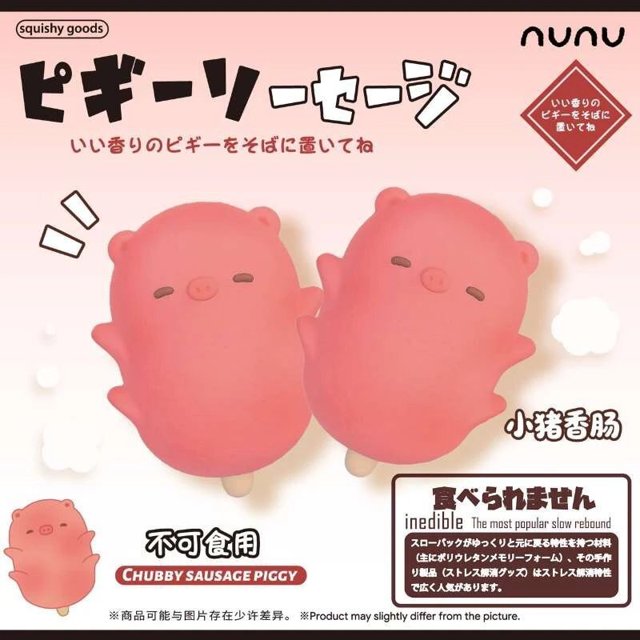 squishy goods
nunu
ピギーソーセージ
いい香りのピギーをそばに置いてね
いい香りの
ピギーをそばに
置いてね
小猪香肠
不可食用
CHUBBY SAUSAGE PIGGY
食べられません
inedible The most popular slow rebound
スローパックがゆっくりと元に戻る特性を持つ材料
(主にポリウレタンメモリーフォーム)、その手作
り製品(ストレス解消グッズ)はストレス解消特性
で広く人気があります。
※商品可能与图片存在少许差异。 ※Product may slightly differ from the picture.